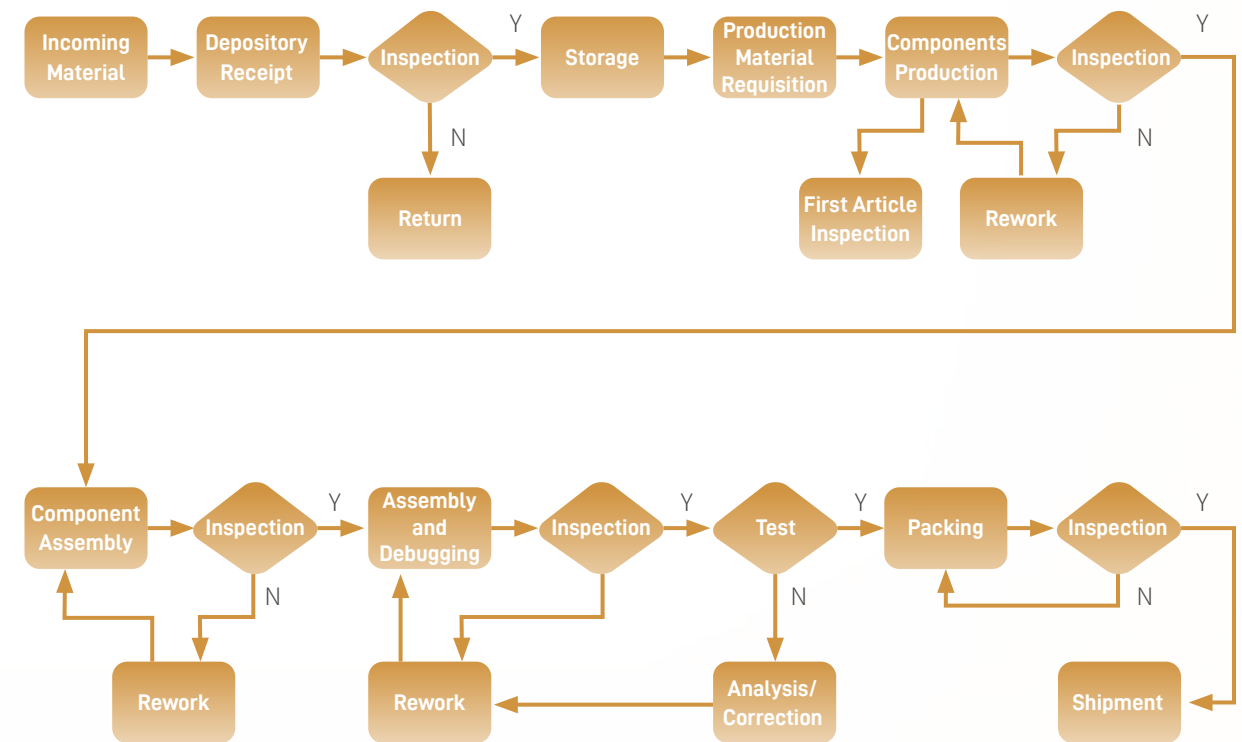 Incoming
Material
Depository
Receipt
Inspection
Y
Storage
Production
Material
Requisition
Components
Production
Inspection
Y
N
Return
First Article
Inspection
Rework
N
Component
Assembly
Inspection
Y
Assembly
and
Debugging
Inspection
Y
Test
Y
Packing
Inspection
Y
N
N
N
Rework
Rework
Analysis/
Correction
Shipment